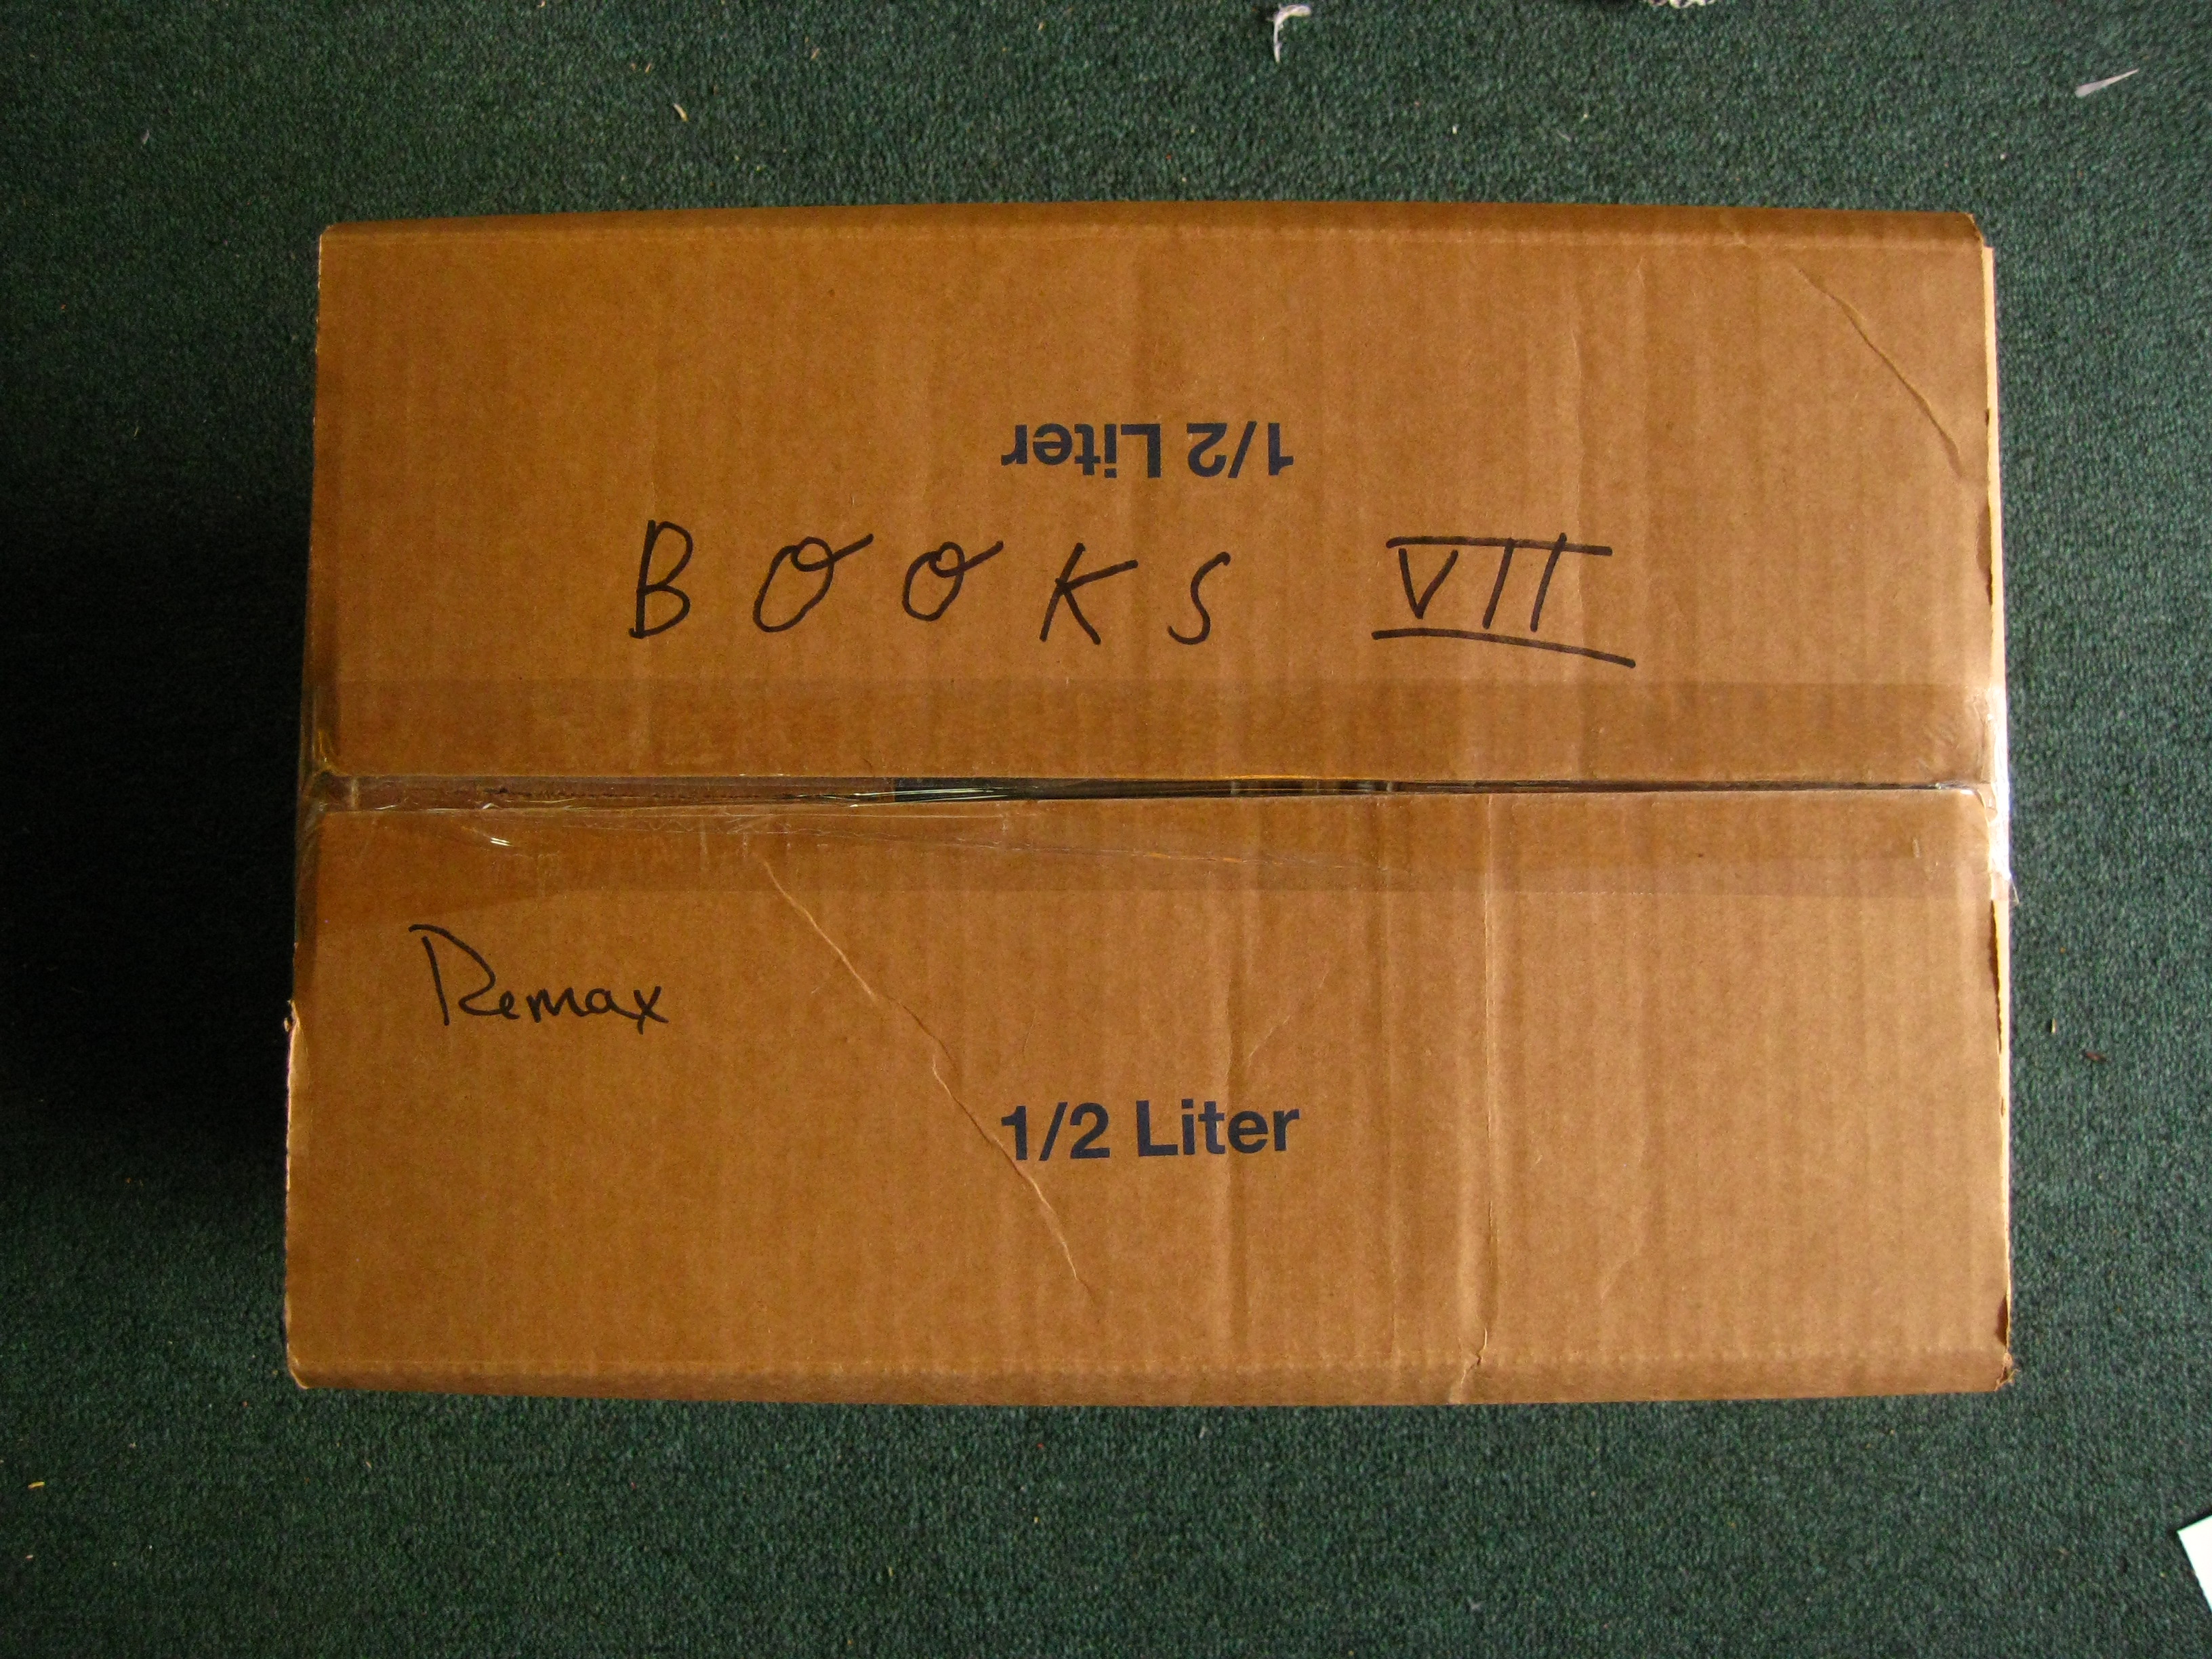 1/2 Liter
BOOKS VII
Remax
1/2 Liter